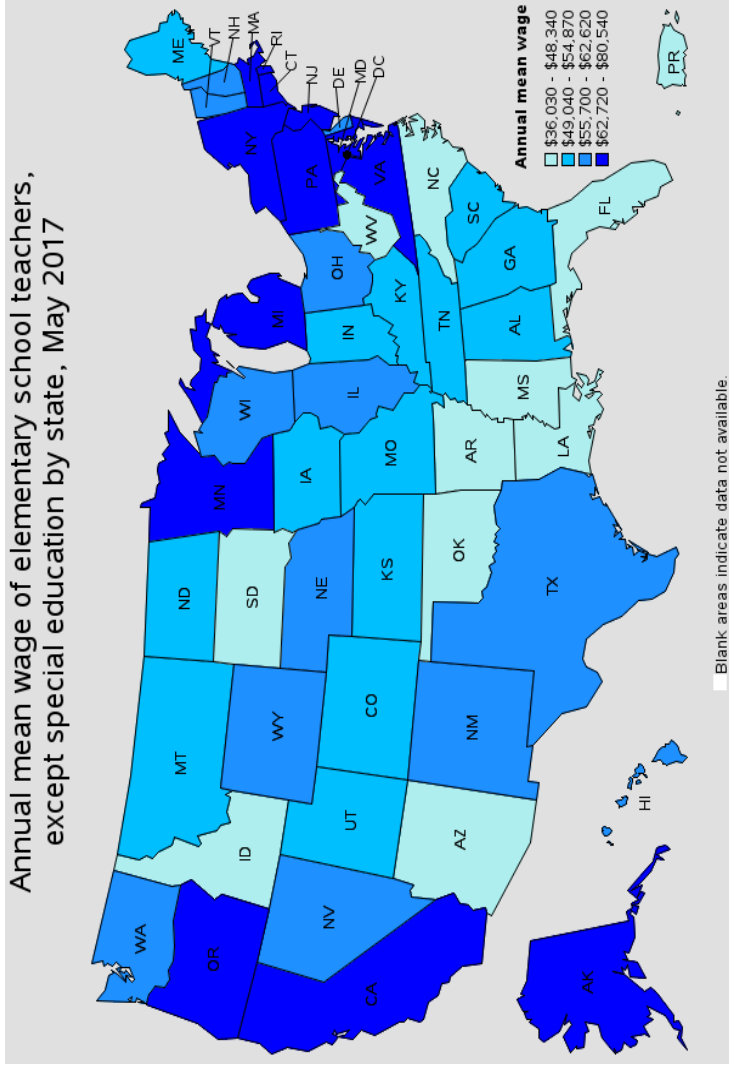 Annual mean wage of elementary school teachers,
except special education by state, May 2017
WA
MT
ND
MN
ME
VT
NH
MA
RI
CT
NJ
DE
MD
DC
OR
ID
WY
SD
WI
MI
NY
PA
NV
UT
CO
NE
IA
IL
IN
OH
WV
VA
CA
AZ
NM
KS
MO
KY
TN
NC
SC
OK
AR
MS
AL
GA
TX
LA
FL
AK
HI
PR
Annual mean wage
$36,030 - $48,340
$49,040 - $54,870
$55,700 - $62,620
$62,720 - $80,540
Blank areas indicate data not available.